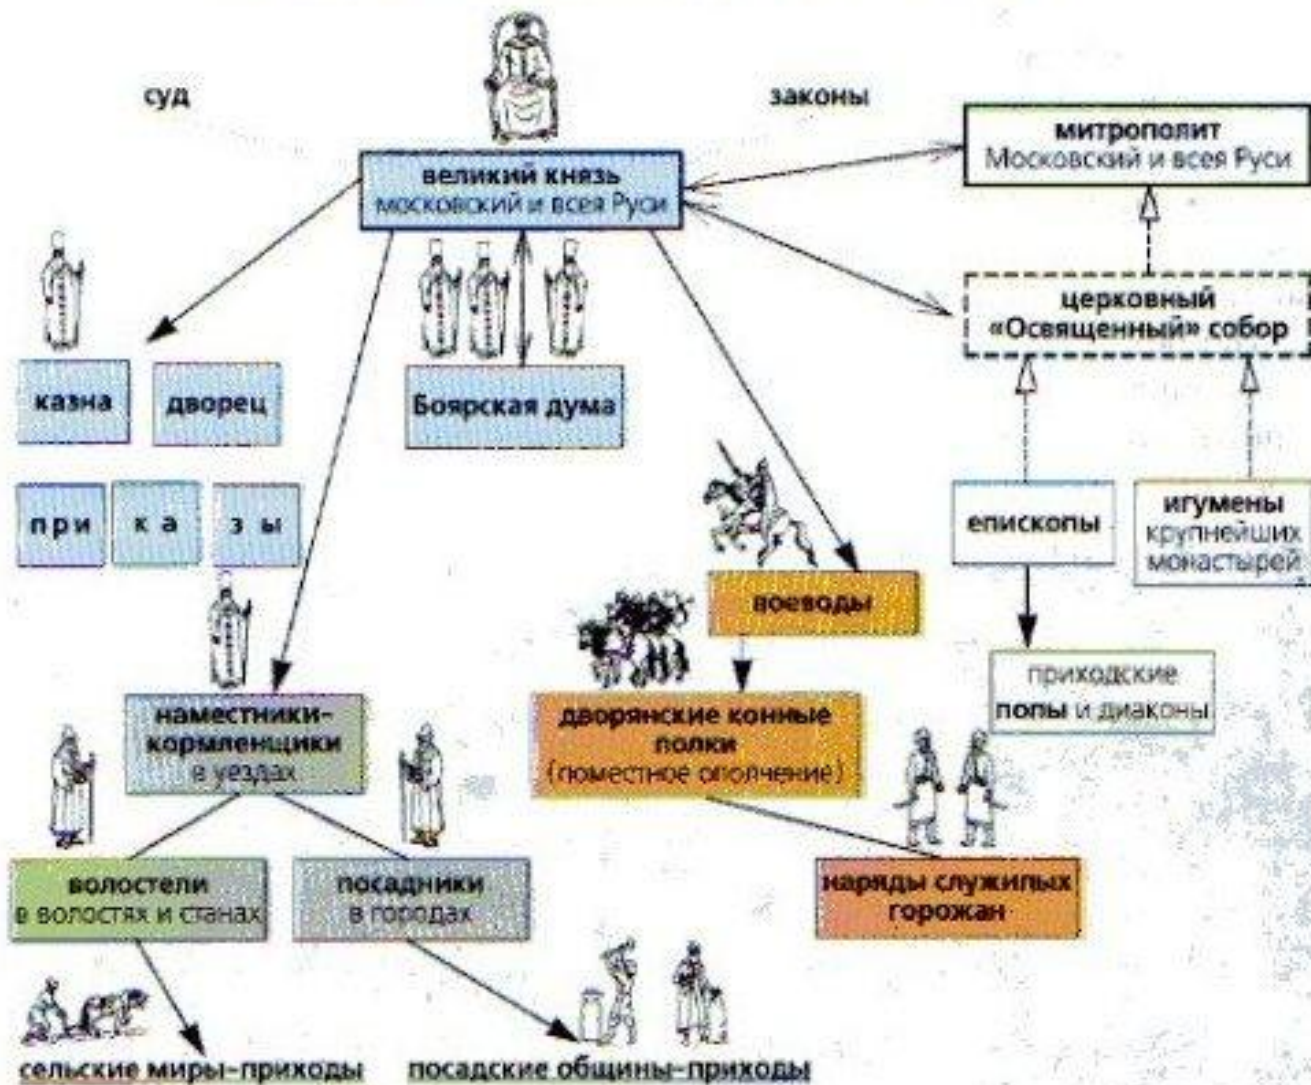 суд
законы
великий князь
московский и всея Руси
митрополит
Московский и всея Руси
церковный
«Освященный» собор
казна
дворец
Боярская дума
при ка зы
епископы
игумены
крупнейших
монастырей
воеводы
приходские
попы и диаконы
наместники-
кормленщики
в уездах
дворянские конные
полки
(поместное ополчение)
волостели
в волостях и станах
посадники
в городах
наряды служилых
горожан
сельские миры-приходы
посадские общины-приходы